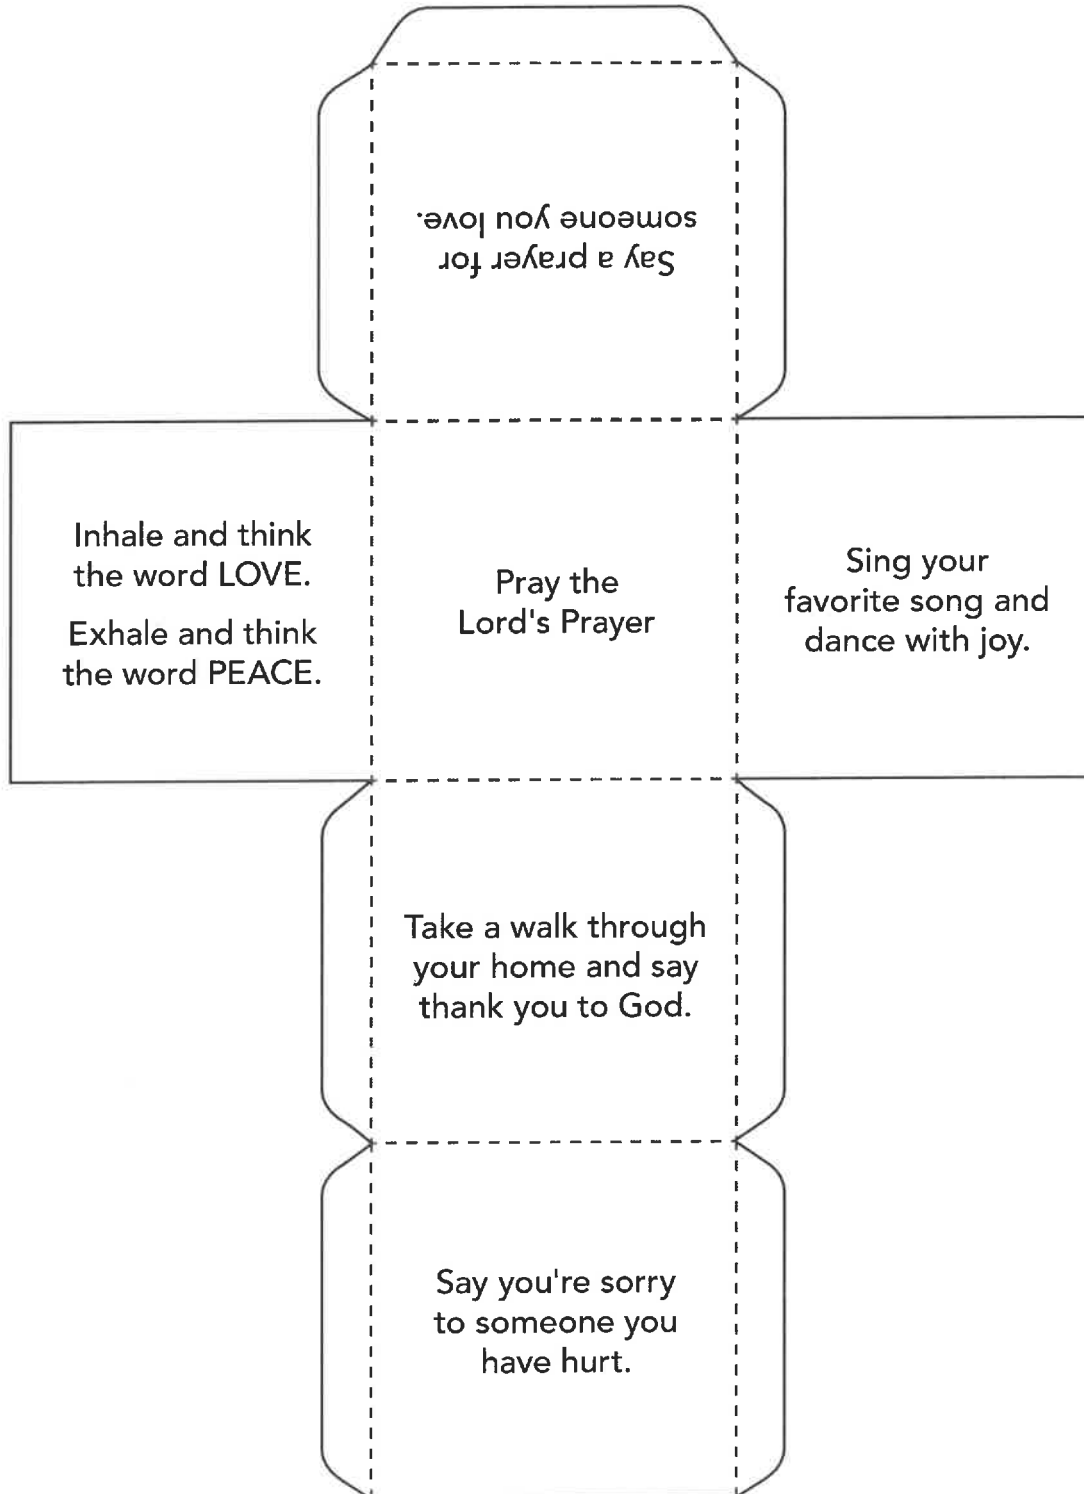 Say a prayer for
someone you love.
Inhale and think
the word LOVE.
Exhale and think
the word PEACE.
Pray the
Lord's Prayer
Sing your
favorite song and
dance with joy.
Take a walk through
your home and say
thank you to God.
Say you're sorry
to someone you
have hurt.